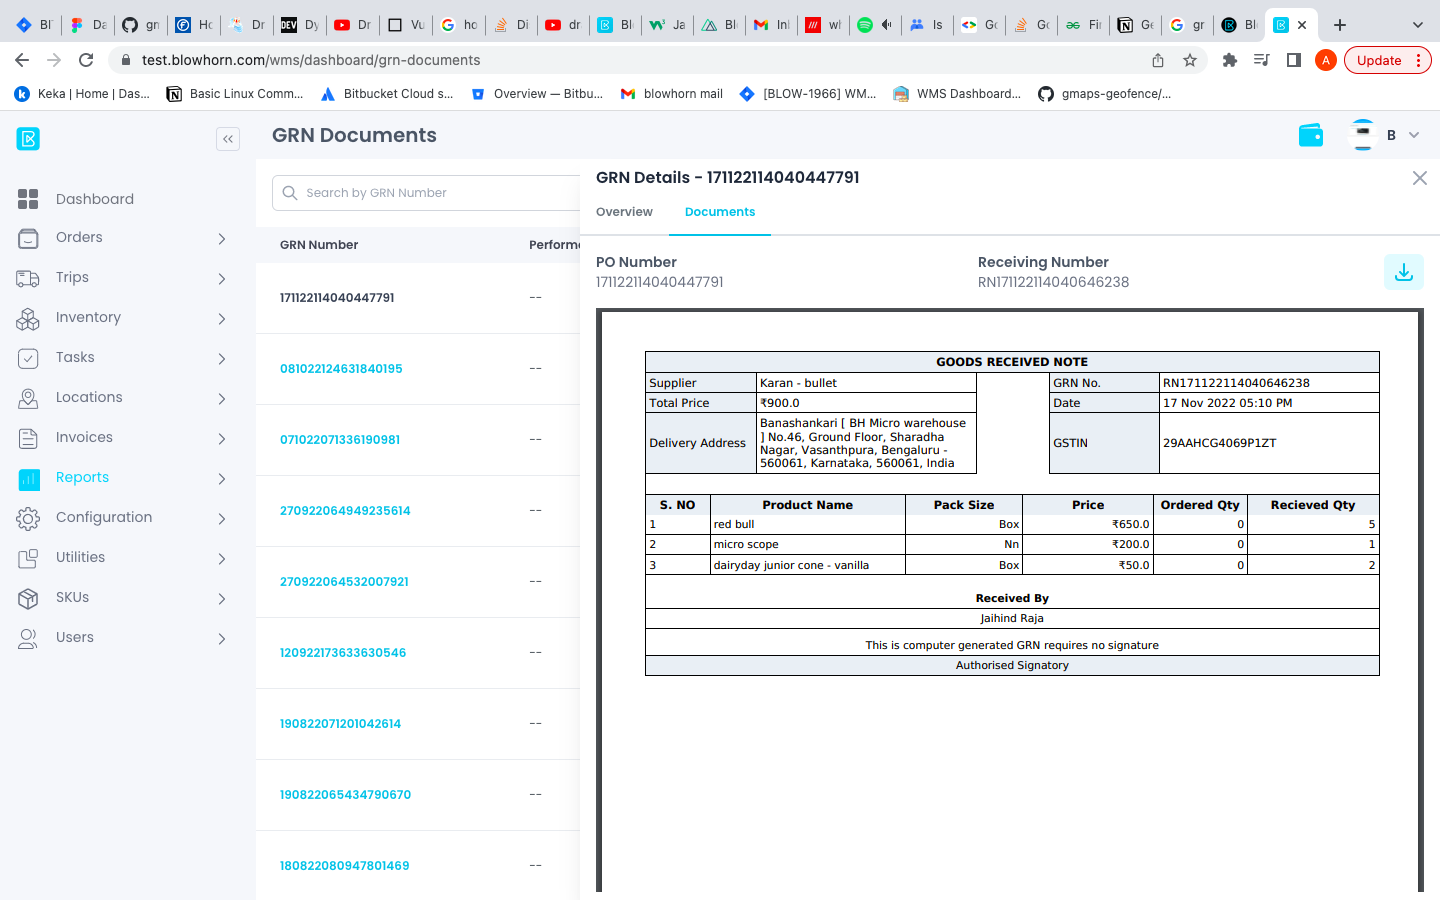 BI
Da
gn
Ho
Dr
DEV
Dy
Dr
Vu
ho
Di
dr
Bl
Ja
Blo
Inl
wl
Is
Go
Go
Fir
Ge
gr
Bl
test.blowhorn.com/wms/dashboard/grn-documents
A
Update
Keka | Home | Das...
Basic Linux Comm...
Bitbucket Cloud s...
Overview — Bitbu...
blowhorn mail
[BLOW-1966] WM...
WMS Dashboard...
gmaps-geofence/...
GRN Documents
B
Dashboard
Orders
Trips
Inventory
Tasks
Locations
Invoices
Reports
Configuration
Utilities
SKUs
Users
Search by GRN Number
GRN Number Performe
171122114040447791 --
081022124631840195 --
071022071336190981 --
270922064949235614 --
270922064532007921 --
120922173633630546 --
190822071201042614 --
190822065434790670 --
180822080947801469 --
GRN Details - 171122114040447791
Overview Documents
PO Number Receiving Number
171122114040447791 RN171122114040646238
GOODS RECEIVED NOTE
Supplier Karan - bullet GRN No. RN171122114040646238
Total Price ₹900.0 Date 17 Nov 2022 05:10 PM
Delivery Address
Banashankari [ BH Micro warehouse
] No.46, Ground Floor, Sharadha
Nagar, Vasanthpura, Bengaluru -
560061, Karnataka, 560061, India
GSTIN 29AAHCG4069P1ZT
S. NO Product Name Pack Size Price Ordered Qty Recieved Qty
1 red bull Box ₹650.0 0 5
2 micro scope Nn ₹200.0 0 1
3 dairyday junior cone - vanilla Box ₹50.0 0 2
Received By
Jaihind Raja
This is computer generated GRN requires no signature
Authorised Signatory